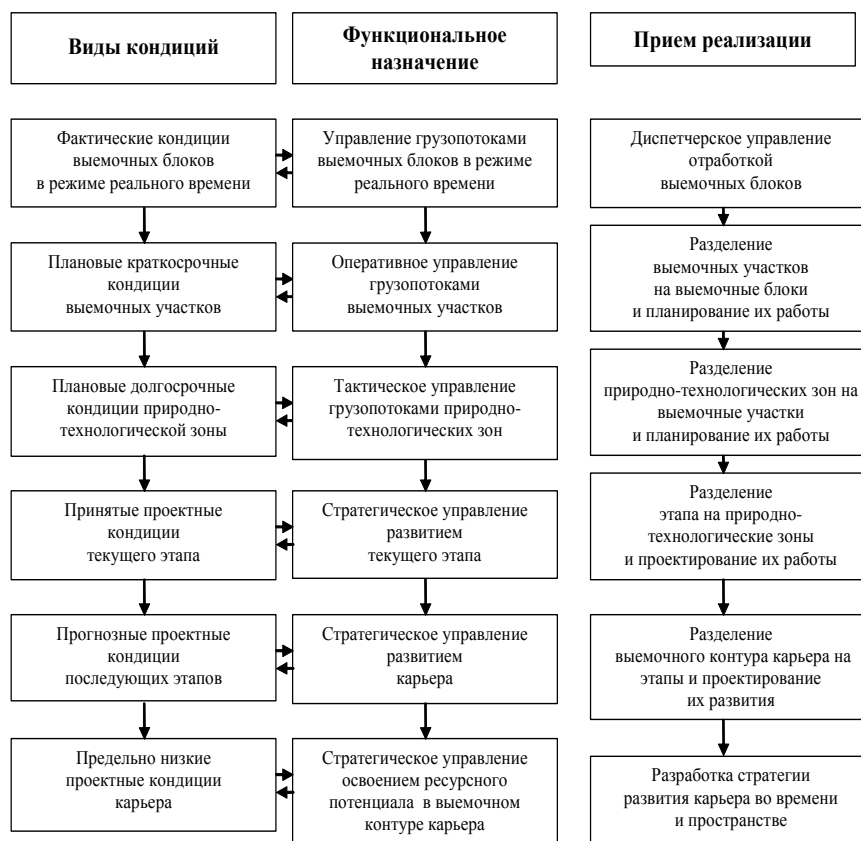 Виды кондиций
Функциональное
назначение
Прием реализации
Фактические кондиции
выемочных блоков
в режиме реального времени
Управление грузопотоками
выемочных блоков в режиме
реального времени
Диспетчерское управление
отработкой
выемочных блоков
Плановые краткосрочные
кондиции
выемочных участков
Оперативное управление
грузопотоками
выемочных участков
Разделение
выемочных участков
на выемочные блоки
и планирование их работы
Плановые долгосрочные
кондиции природно-
технологической зоны
Тактическое управление
грузопотоками природно-
технологических зон
Разделение
природно-технологических зон на
выемочные участки
и планирование их работы
Принятые проектные
кондиции
текущего этапа
Стратегическое управление
развитием
текущего этапа
Разделение
этапа на природно-
технологические зоны
и проектирование их работы
Прогнозные проектные
кондиции
последующих этапов
Стратегическое управление
развитием
карьера
Разделение
выемочного контура карьера на
этапы и проектирование
их развития
Предельно низкие
проектные кондиции
карьера
Стратегическое управление
освоением ресурсного
потенциала в выемочном
контуре карьера
Разработка стратегии
развития карьера во времени
и пространстве